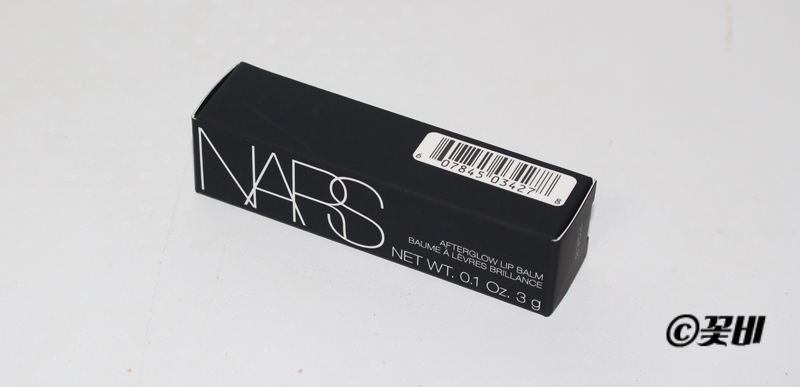 6 07845 03427 8
NARS
AFTERGLOW LIP BALM
BAUME À LÈVRES BRILLANCE
NET WT. 0.1 Oz. 3 g
©꽃비